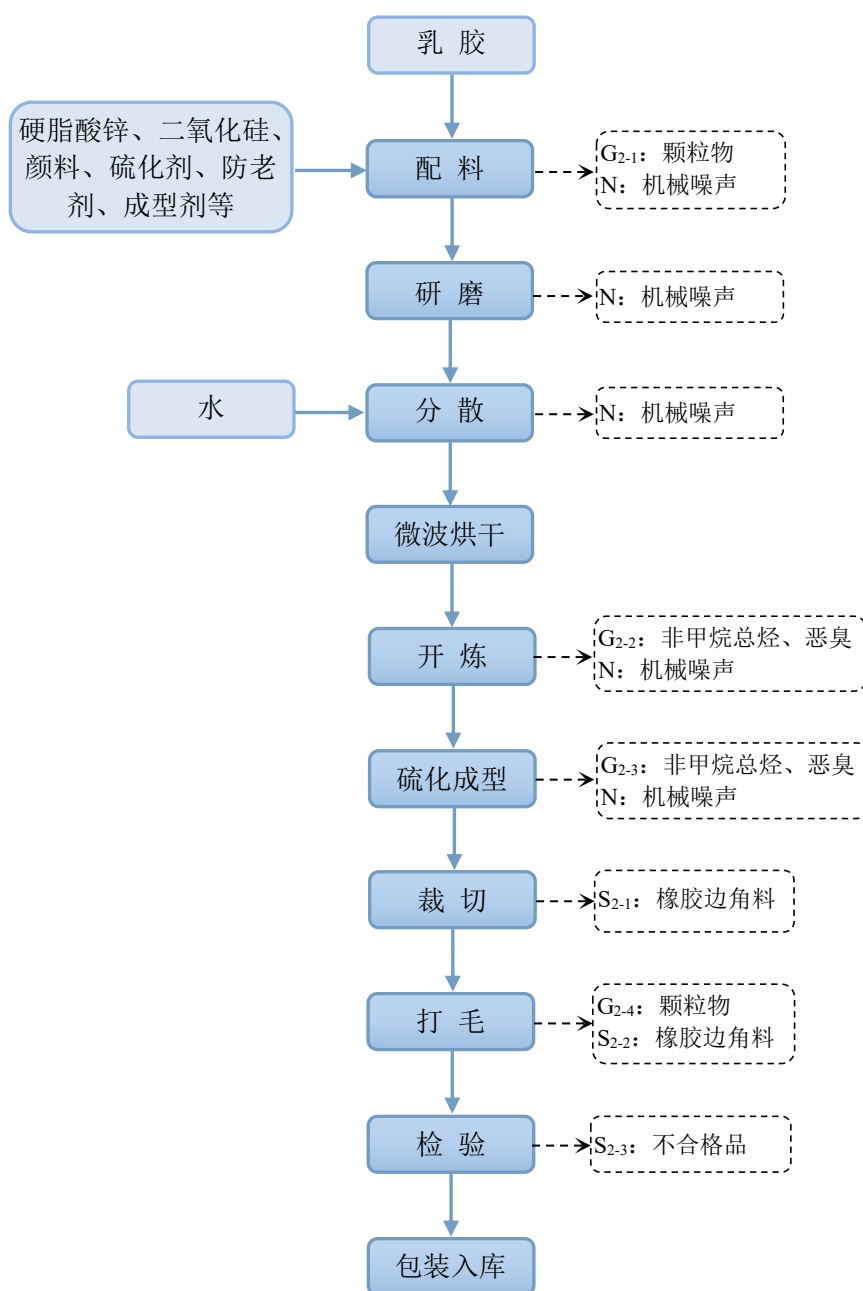 乳 胶
硬脂酸锌、二氧化硅、
颜料、硫化剂、防老
剂、成型剂等
配 料
G2-1：颗粒物
N：机械噪声
研 磨
N：机械噪声
水
分 散
N：机械噪声
微波烘干
开 炼
G2-2：非甲烷总烃、恶臭
N：机械噪声
硫化成型
G2-3：非甲烷总烃、恶臭
N：机械噪声
裁 切
S2-1：橡胶边角料
打 毛
G2-4：颗粒物
S2-2：橡胶边角料
检 验
S2-3：不合格品
包装入库